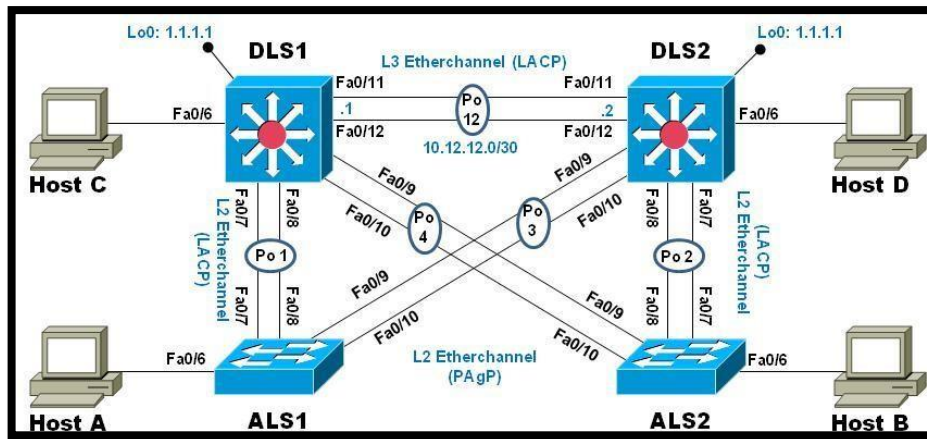 Lo0: 1.1.1.1
Lo0: 1.1.1.1
DLS1
DLS2
L3 Etherchannel (LACP)
Fa0/11
Fa0/11
Fa0/6
.1
Po
12
.2
Fa0/6
Fa0/12
Fa0/12
10.12.12.0/30
Host C
Host D
Fa0/9
Fa0/9
Fa0/7
Fa0/8
Fa0/10
Fa0/10
Fa0/8
Fa0/7
L2 Etherchannel
(LACP)
Po
4
Po
3
(LACP)
L2 Etherchannel
Po 1
Po 2
Fa0/7
Fa0/8
Fa0/9
Fa0/10
Fa0/9
Fa0/10
Fa0/8
Fa0/7
Fa0/6
L2 Etherchannel
(PAgP)
Fa0/6
Host A
ALS1
ALS2
Host B